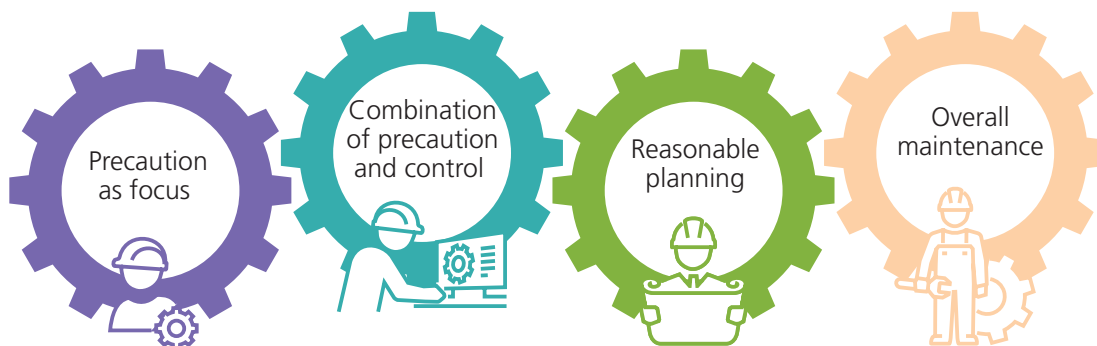 Precaution
as focus
Combination
of precaution
and control
Reasonable
planning
Overall
maintenance